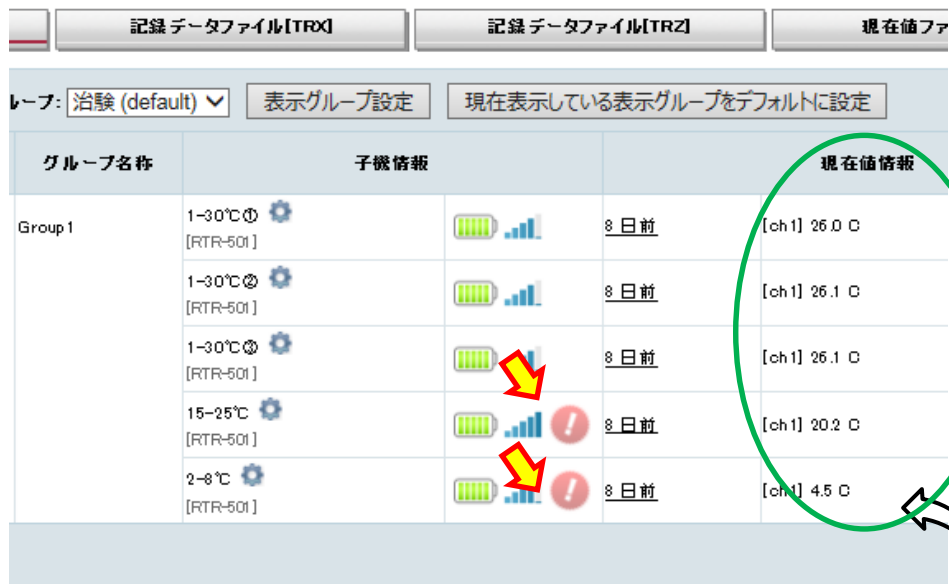 記録データファイル[TRX]
記録データファイル[TRZ]
現在値ファ
ループ: 治験 (default)
表示グループ設定
現在表示している表示グループをデフォルトに設定
グループ名称
子機情報
現在値情報
Group1
1-30℃①
[RTR-501]
8 日前
[ch1] 26.0 C
1-30℃②
[RTR-501]
8 日前
[ch1] 26.1 C
1-30℃③
[RTR-501]
8 日前
[ch1] 26.1 C
15-25℃
[RTR-501]
8 日前
[ch1] 20.2 C
2-8℃
[RTR-501]
8 日前
[ch1] 4.5 C